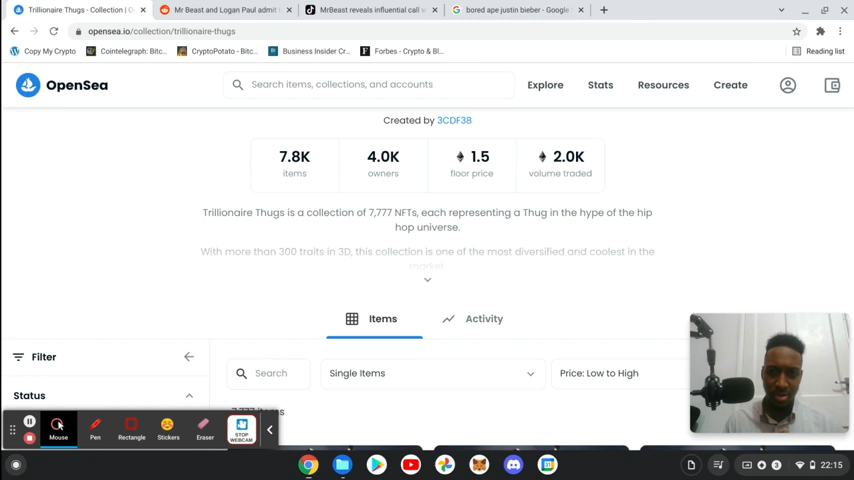 Trillionaire Thugs - Collection | O
Mr Beast and Logan Paul admit
MrBeast reveals influential call w
bored ape justin bieber - Google
opensea.io/collection/trillionaire-thugs
Copy My Crypto
Cointelegraph: Bitc...
CryptoPotato - Bitc...
Business Insider Cr...
Forbes - Crypto & Bl...
Reading list
OpenSea
Search items, collections, and accounts
Explore
Stats
Resources
Create
Created by 3CDF38
7.8K
4.0K
1.5
2.0K
items
owners
floor price
volume traded
Trillionaire Thugs is a collection of 7,777 NFTs, each representing a Thug in the hype of the hip
hop universe.
With more than 300 traits in 3D, this collection is one of the most diversified and coolest in the
market.
Items
Activity
Filter
Search
Single Items
Price: Low to High
Status
7,777 items
Mouse
Pen
Rectangle
Stickers
Eraser
STOP
WEBCAM
3
22:15